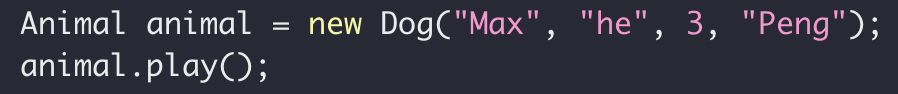 Animal animal = new Dog("Max", "he", 3, "Peng");
animal.play();